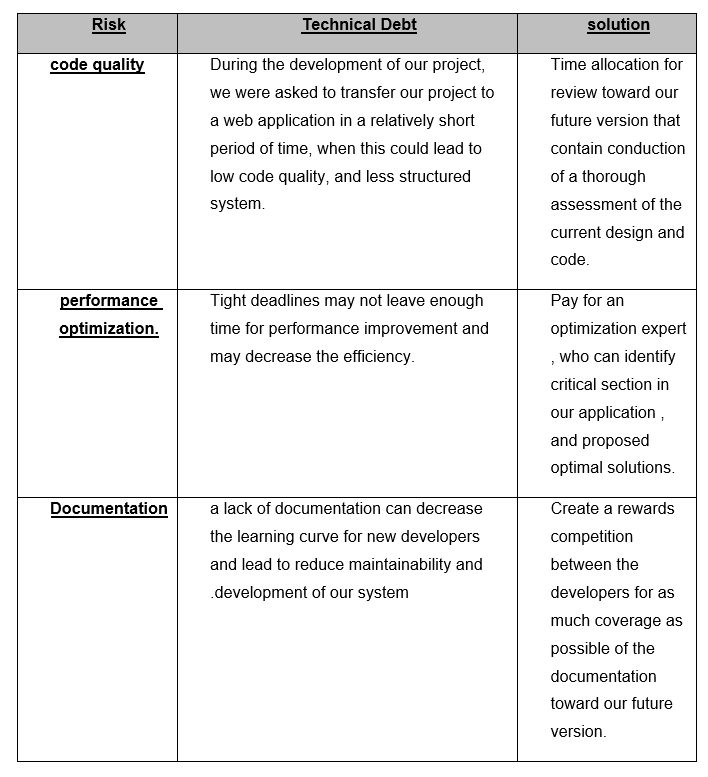 Risk
Technical Debt
solution
code quality
During the development of our project,
we were asked to transfer our project to
a web application in a relatively short
period of time, when this could lead to
low code quality, and less structured
system.
Time allocation for
review toward our
future version that
contain conduction
of a thorough
assessment of the
current design and
code.
performance
optimization.
Tight deadlines may not leave enough
time for performance improvement and
may decrease the efficiency.
Pay for an
optimization expert
, who can identify
critical section in
our application ,
and proposed
optimal solutions.
Documentation
a lack of documentation can decrease
the learning curve for new developers
and lead to reduce maintainability and
.development of our system
Create a rewards
competition
between the
developers for as
much coverage as
possible of the
documentation
toward our future
version.